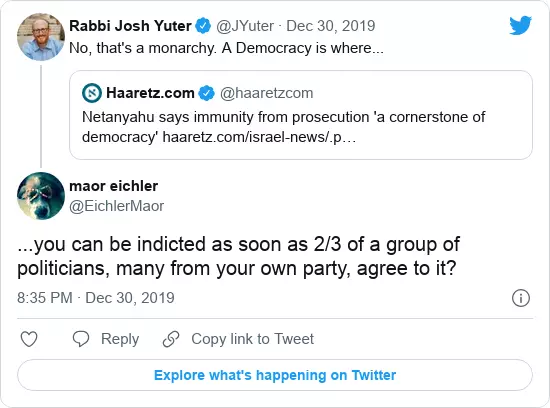 Rabbi Josh Yuter @JYuter · Dec 30, 2019
No, that's a monarchy. A Democracy is where...
Haaretz.com @haaretzcom
Netanyahu says immunity from prosecution 'a cornerstone of
democracy' haaretz.com/israel-news/.p…
maor eichler
@EichlerMaor
...you can be indicted as soon as 2/3 of a group of
politicians, many from your own party, agree to it?
8:35 PM · Dec 30, 2019
Reply Copy link to Tweet
Explore what's happening on Twitter